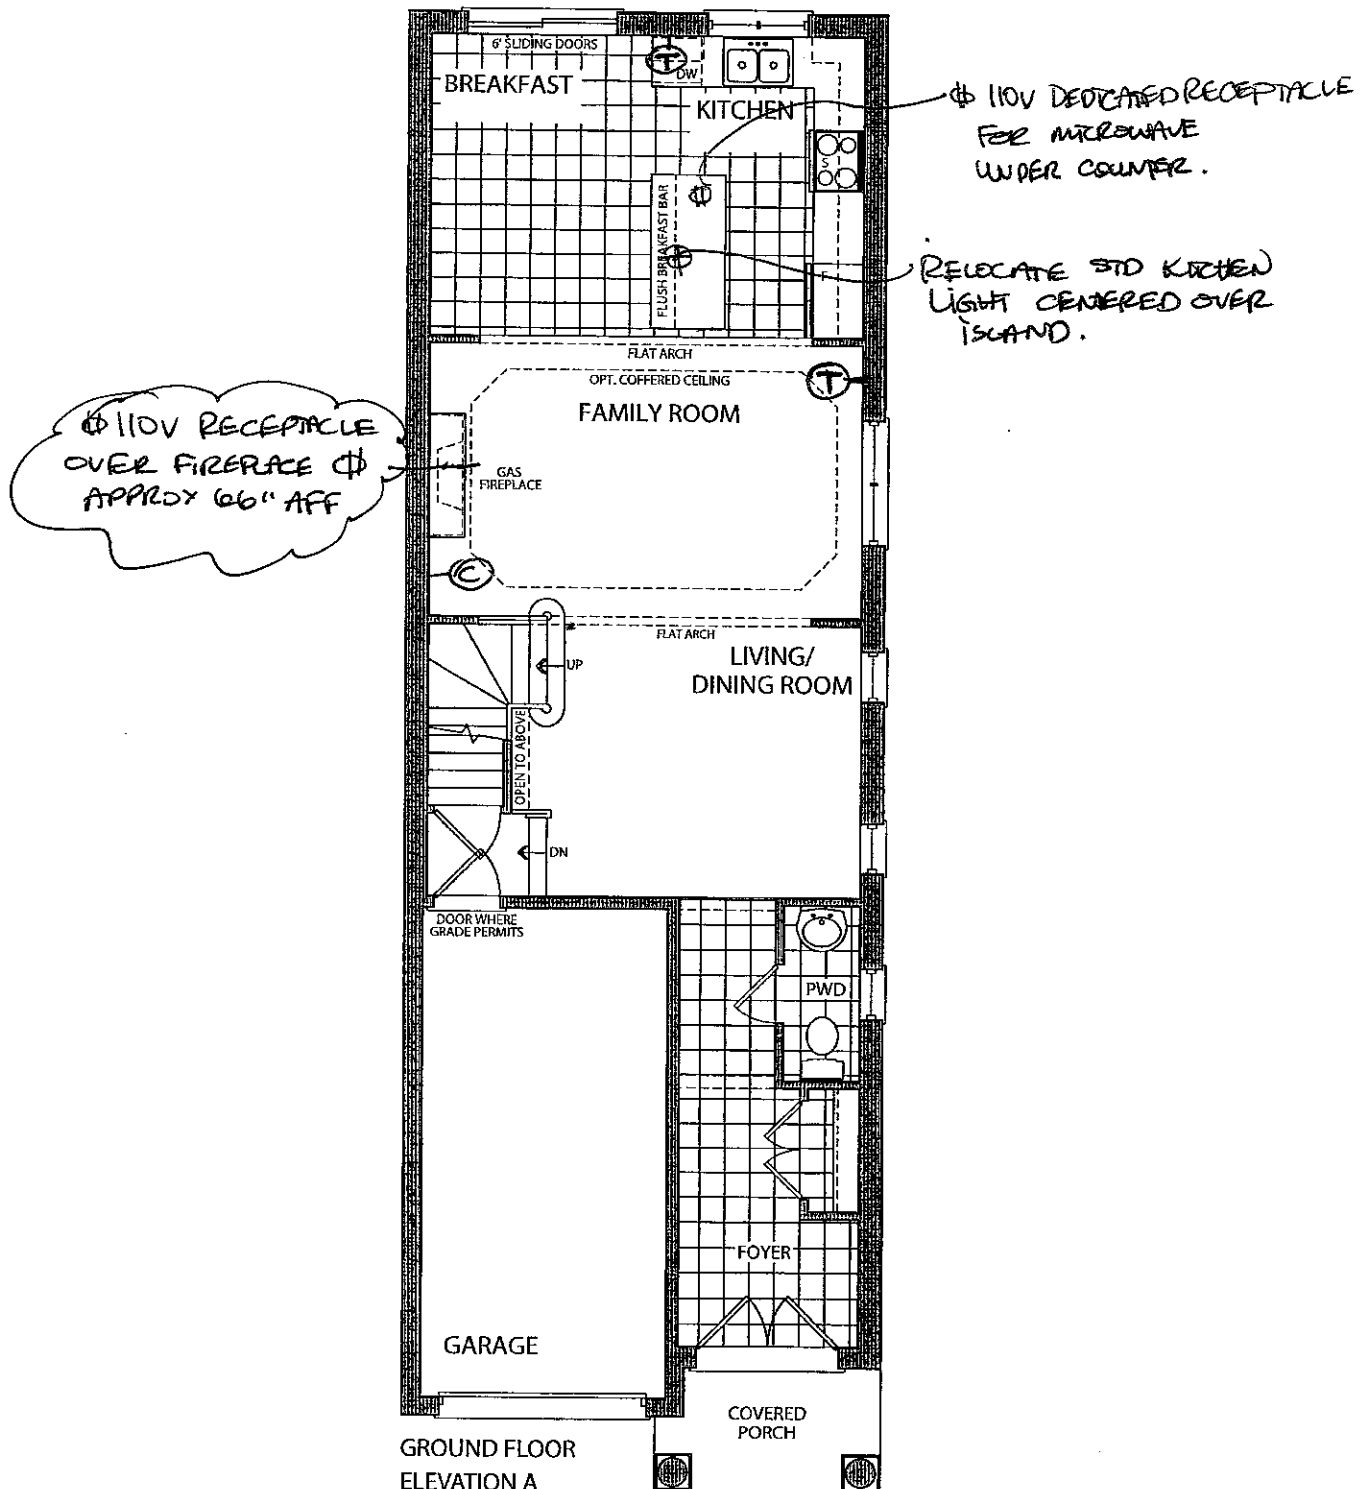 6' SLIDING DOORS
BREAKFAST
T
DW
KITCHEN
110V DEDICATED RECEPTACLE
FOR MICROWAVE
UNDER COUNTER.
S
FLUSH BREAKFAST BAR
F
RELOCATE STD KITCHEN
LIGHT CENTERED OVER
ISLAND.
FLAT ARCH
OPT. COFFERED CEILING
T
FAMILY ROOM
110V RECEPTACLE
OVER FIREPLACE
APPROX 66" AFF
GAS
FIREPLACE
C
FLAT ARCH
UP
LIVING/
DINING ROOM
OPEN TO ABOVE
DN
DOOR WHERE
GRADE PERMITS
PWD
FOYER
GARAGE
COVERED
PORCH
GROUND FLOOR
ELEVATION A